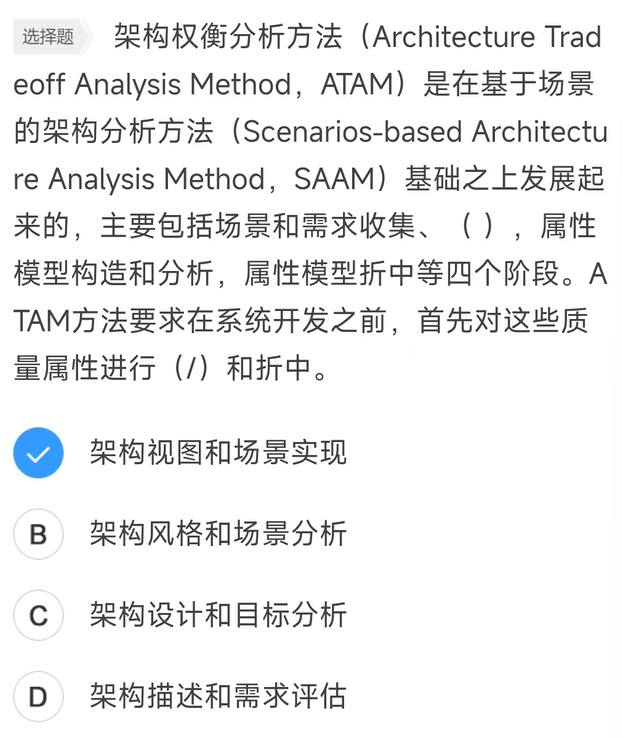 选择题 架构权衡分析方法（Architecture Trad
eoff Analysis Method，ATAM）是在基于场景
的架构分析方法（Scenarios-based Architectu
re Analysis Method，SAAM）基础之上发展起
来的，主要包括场景和需求收集、（ ），属性
模型构造和分析，属性模型折中等四个阶段。A
TAM方法要求在系统开发之前，首先对这些质
量属性进行（/）和折中。
架构视图和场景实现
B 架构风格和场景分析
C 架构设计和目标分析
D 架构描述和需求评估